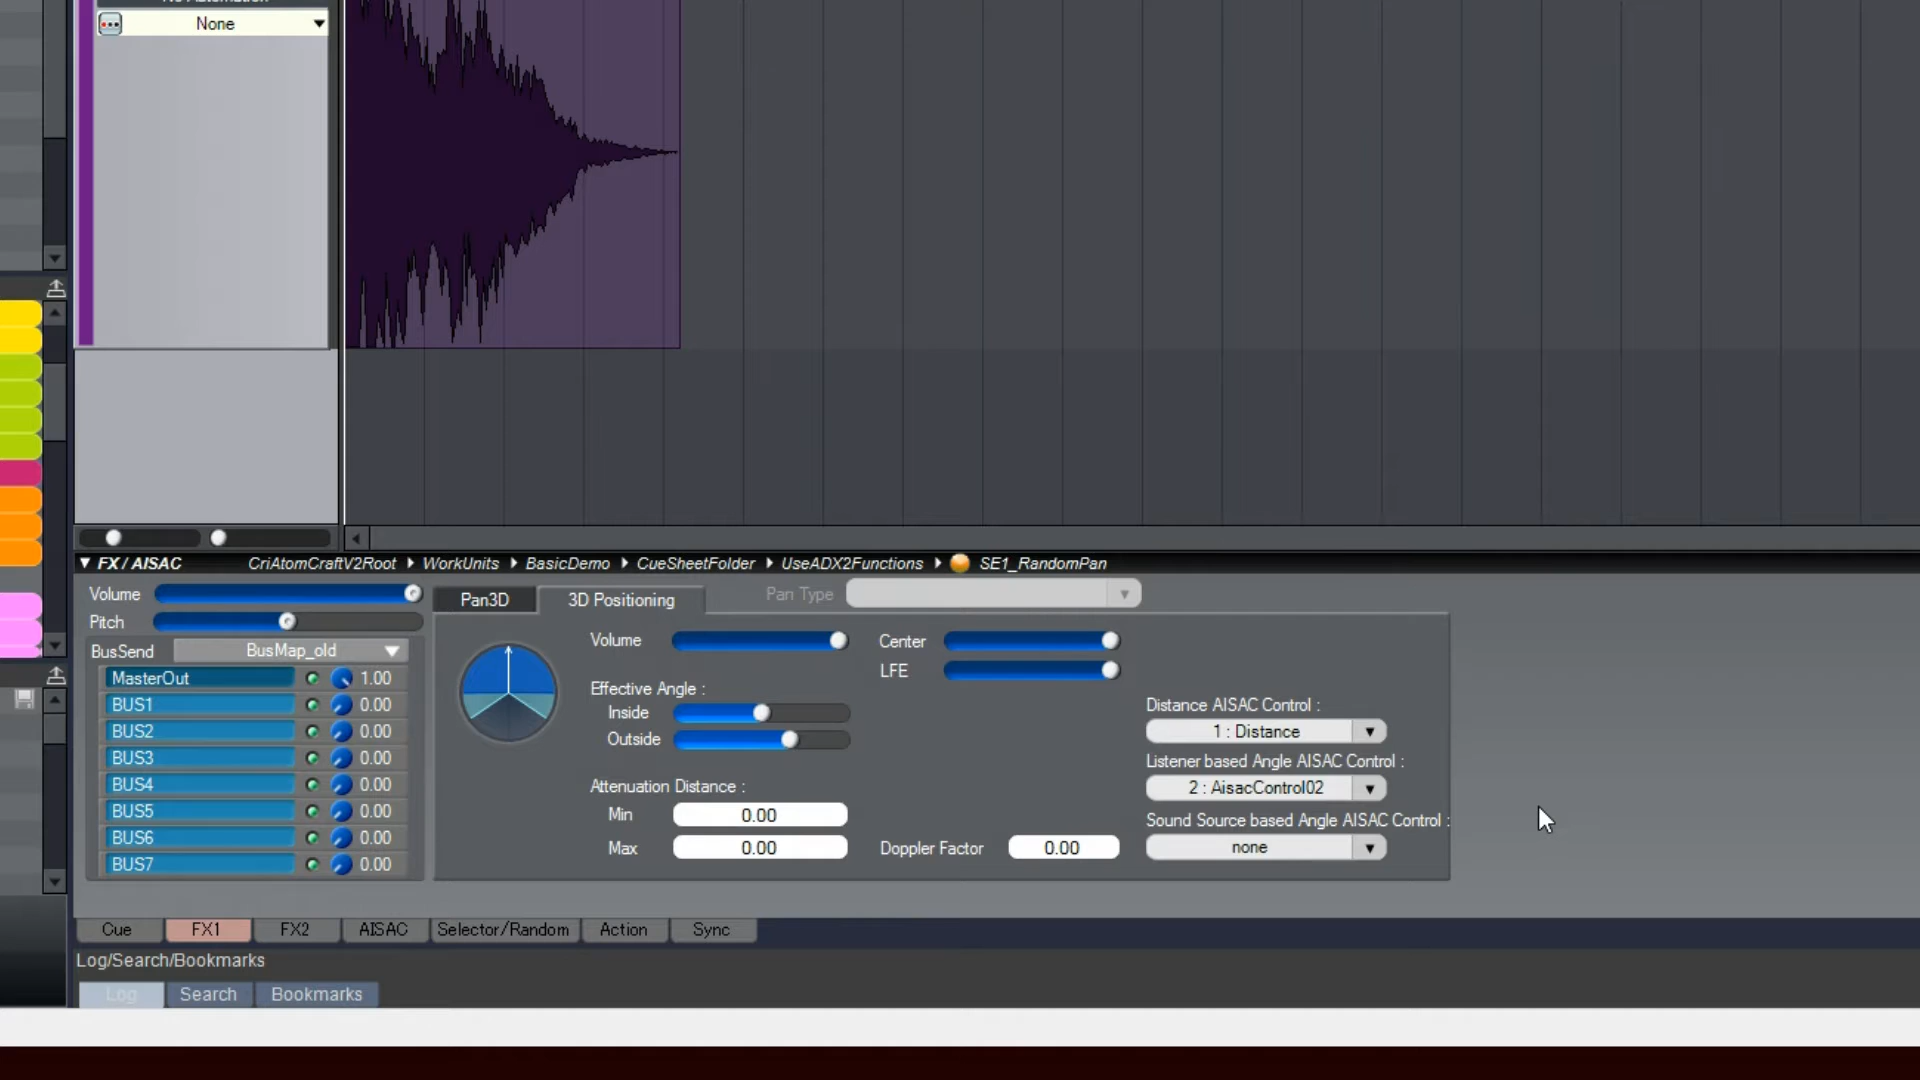 None
▼ FX / AISAC CriAtomCraftV2Root WorkUnits BasicDemo CueSheetFolder UseADX2Functions SE1_RandomPan
Volume
Pitch
BusSend BusMap_old
MasterOut 1.00
BUS1 0.00
BUS2 0.00
BUS3 0.00
BUS4 0.00
BUS5 0.00
BUS6 0.00
BUS7 0.00
Pan3D 3D Positioning Pan Type
Volume
Effective Angle :
Inside
Outside
Attenuation Distance :
Min 0.00
Max 0.00
Center
LFE
Doppler Factor 0.00
Distance AISAC Control :
1 : Distance
Listener based Angle AISAC Control :
2 : AisacControl02
Sound Source based Angle AISAC Control :
none
Cue FX1 FX2 AISAC Selector/Random Action Sync
Log/Search/Bookmarks
Log Search Bookmarks